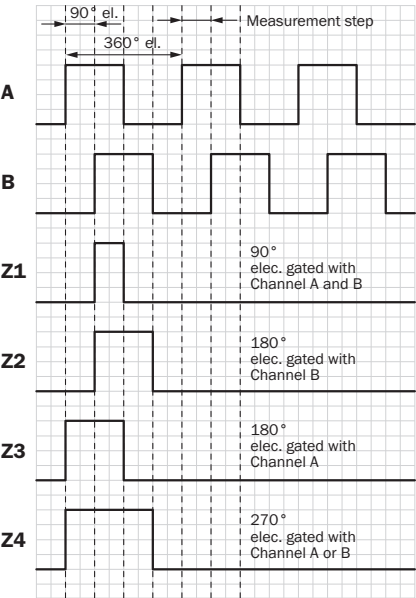 90° el.
Measurement step
360° el.
A
B
Z1
90°
elec. gated with
Channel A and B
Z2
180°
elec. gated with
Channel B
Z3
180°
elec. gated with
Channel A
Z4
270°
elec. gated with
Channel A or B